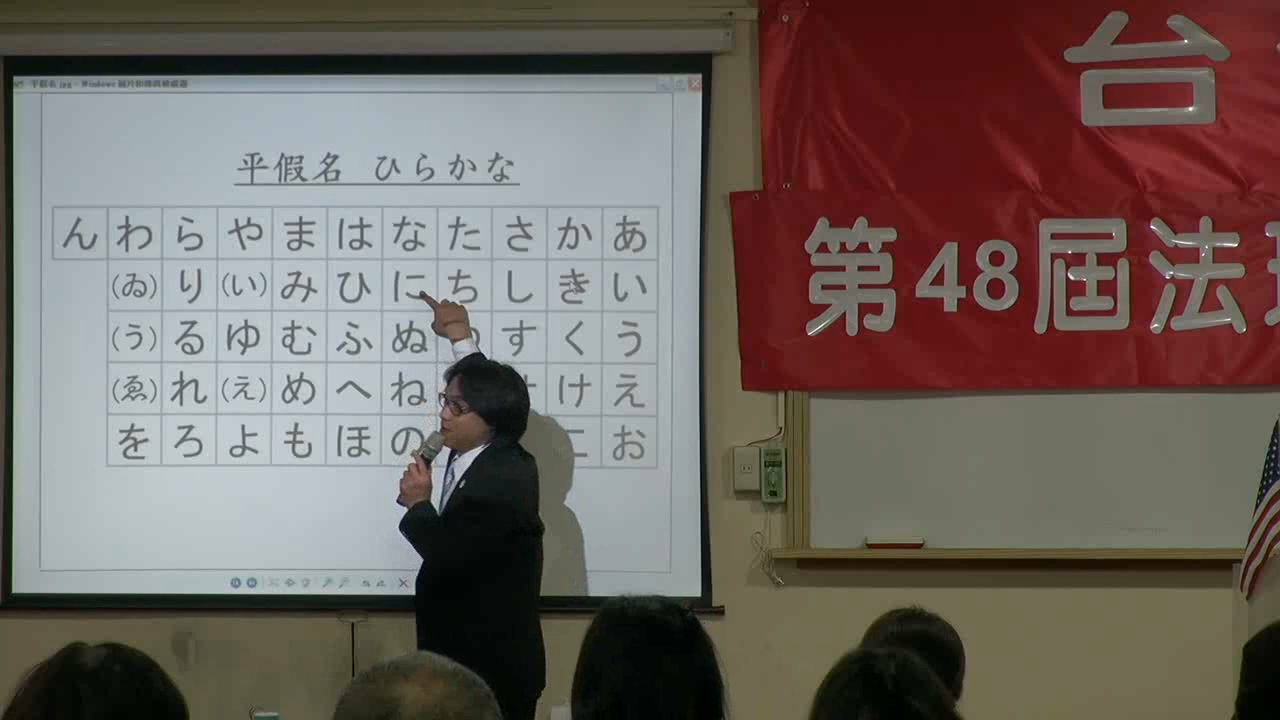 平假名 ひらかな
ん わ ら や ま は な た さ か あ
(ゐ) り (い) み ひ に ち し き い
(う) る ゆ む ふ ぬ す く う
(ゑ) れ (え) め へ ね け え
を ろ よ も ほ の お
台
第48屆法